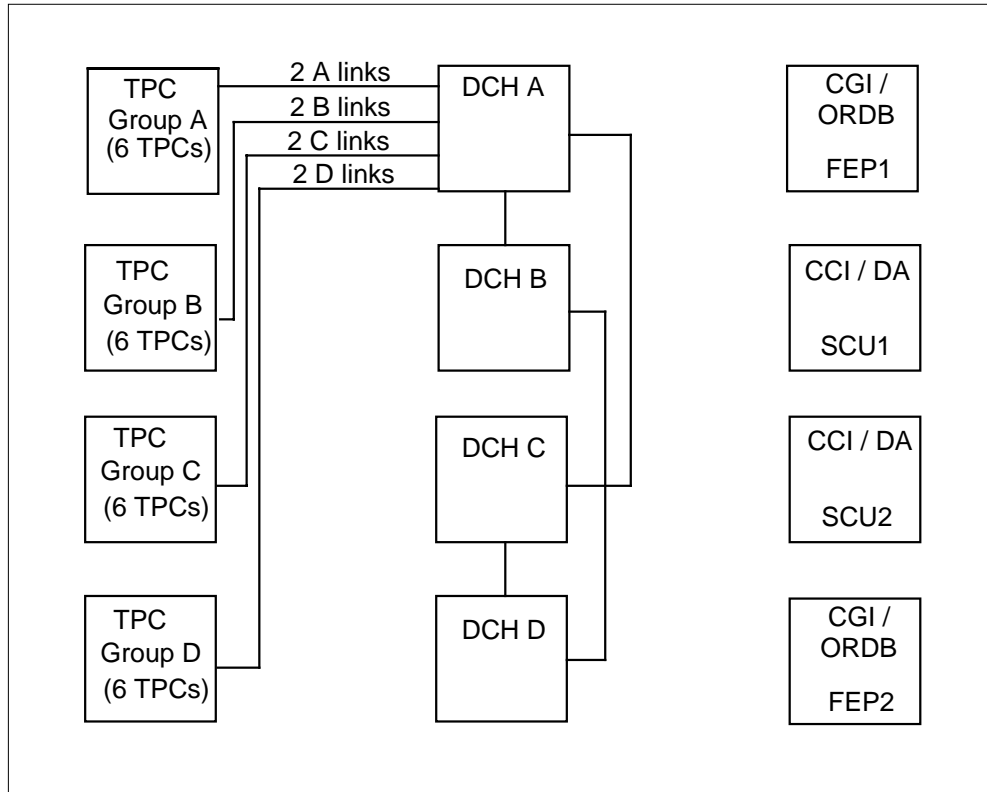 TPC
Group A
(6 TPCs)
2 A links
2 B links
2 C links
2 D links
DCH A
CGI /
ORDB
FEP1
TPC
Group B
(6 TPCs)
DCH B
CCI / DA
SCU1
TPC
Group C
(6 TPCs)
DCH C
CCI / DA
SCU2
TPC
Group D
(6 TPCs)
DCH D
CGI /
ORDB
FEP2